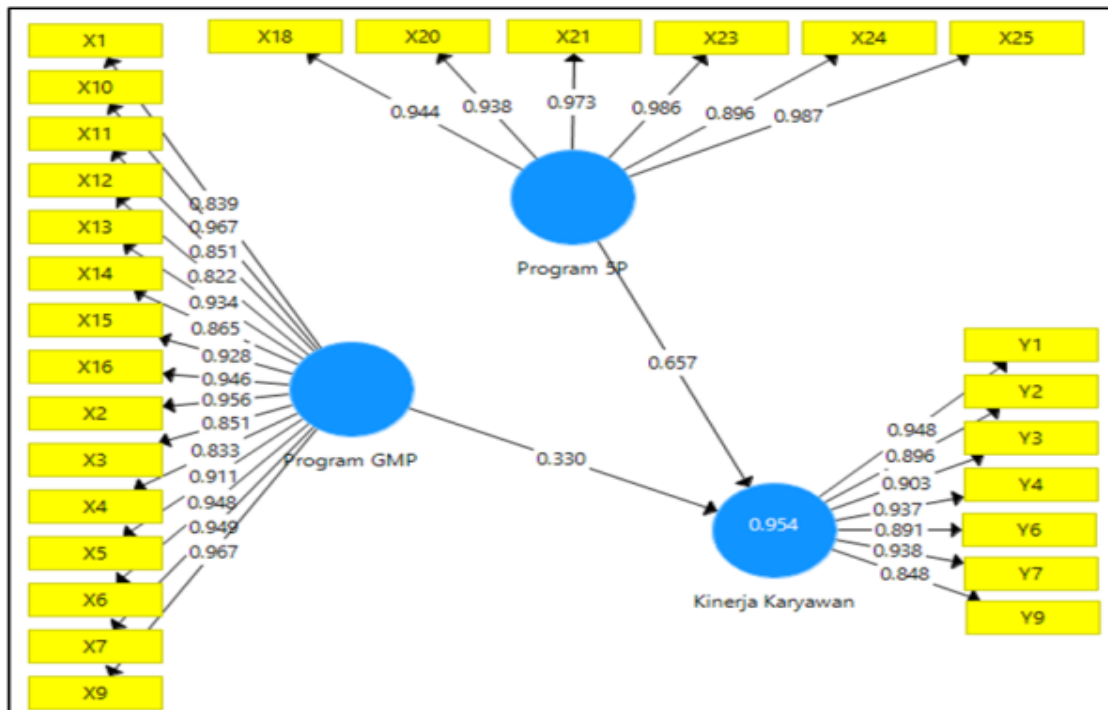 X1
X10
X11
X12
X13
X14
X15
X16
X2
X3
X4
X5
X6
X7
X9
0.839
0.967
0.851
0.822
0.934
0.865
0.928
0.946
0.956
0.851
0.833
0.911
0.948
0.949
0.967
Program GMP
X18
X20
X21
X23
X24
X25
0.944
0.938
0.973
0.986
0.896
0.987
Program 5P
0.657
0.330
0.954
Kinerja Karyawan
0.948
0.896
0.903
0.937
0.891
0.938
0.848
Y1
Y2
Y3
Y4
Y6
Y7
Y9